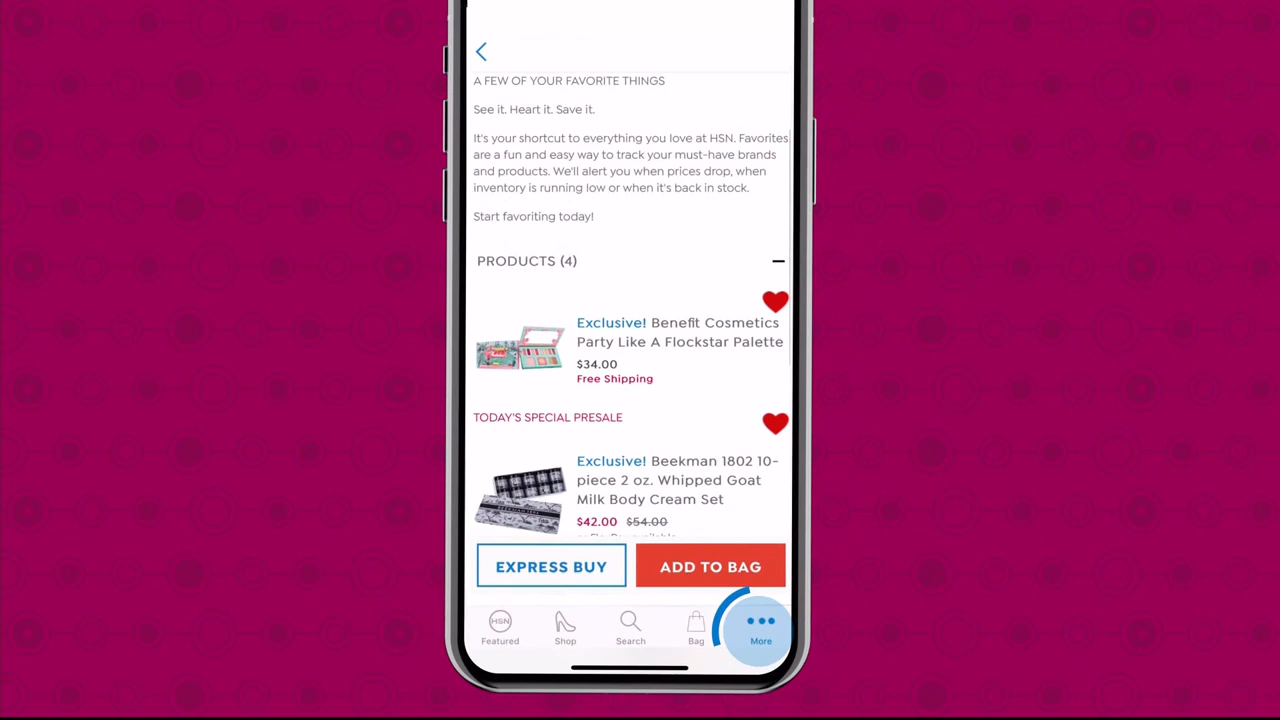 A FEW OF YOUR FAVORITE THINGS
See it. Heart it. Save it.
It's your shortcut to everything you love at HSN. Favorites
are a fun and easy way to track your must-have brands
and products. We'll alert you when prices drop, when
inventory is running low or when it's back in stock.
Start favoriting today!
PRODUCTS (4)
Exclusive! Benefit Cosmetics
Party Like A Flockstar Palette
$34.00
Free Shipping
TODAY'S SPECIAL PRESALE
Exclusive! Beekman 1802 10-
piece 2 oz. Whipped Goat
Milk Body Cream Set
$42.00 $54.00
EXPRESS BUY
ADD TO BAG
HSN
Featured
Shop
Search
Bag
More